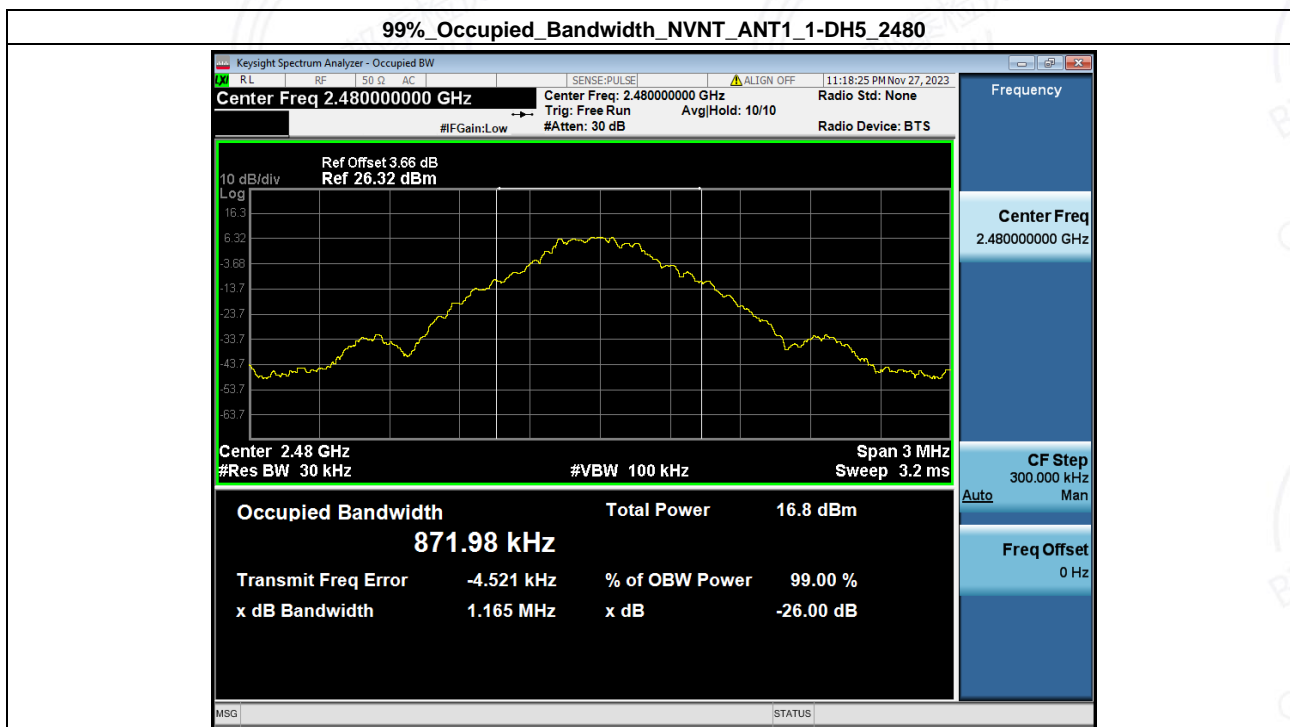 99%_Occupied_Bandwidth_NVNT_ANT1_1-DH5_2480
Keysight Spectrum Analyzer - Occupied BW
LXI RL RF 50 Ω AC SENSE:PULSE ALIGN OFF 11:18:25 PM Nov 27, 2023
Center Freq 2.480000000 GHz
Center Freq: 2.480000000 GHz Radio Std: None
Trig: Free Run Avg|Hold: 10/10
#IFGain:Low #Atten: 30 dB Radio Device: BTS
Ref Offset 3.66 dB
10 dB/div Ref 26.32 dBm
Log
16.3
6.32
-3.68
-13.7
-23.7
-33.7
-43.7
-53.7
-63.7
Center 2.48 GHz Span 3 MHz
#Res BW 30 kHz #VBW 100 kHz Sweep 3.2 ms
Occupied Bandwidth Total Power 16.8 dBm
871.98 kHz
Transmit Freq Error -4.521 kHz % of OBW Power 99.00 %
x dB Bandwidth 1.165 MHz x dB -26.00 dB
MSG STATUS
Frequency
Center Freq
2.480000000 GHz
CF Step
300.000 kHz
Auto Man
Freq Offset
0 Hz